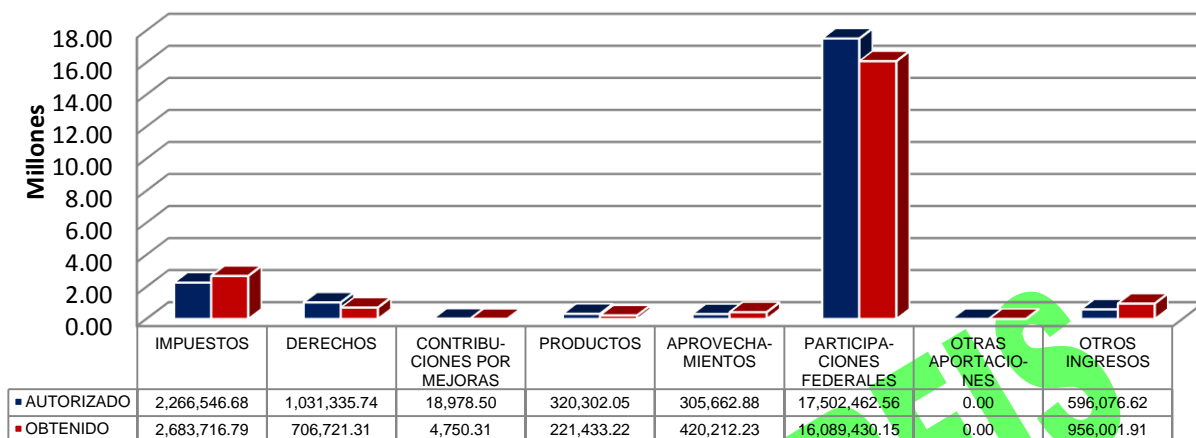 18.00
16.00
14.00
12.00
10.00
8.00
6.00
4.00
2.00
0.00
Millones
IMPUESTOS
DERECHOS
CONTRIBU-
CIONES POR
MEJORAS
PRODUCTOS
APROVECHA-
MIENTOS
PARTICIPA-
CIONES
FEDERALES
OTRAS
APORTACIO-
NES
OTROS
INGRESOS
AUTORIZADO 2,266,546.68 1,031,335.74 18,978.50 320,302.05 305,662.88 17,502,462.56 0.00 596,076.62
OBTENIDO 2,683,716.79 706,721.31 4,750.31 221,433.22 420,212.23 16,089,430.15 0.00 956,001.91